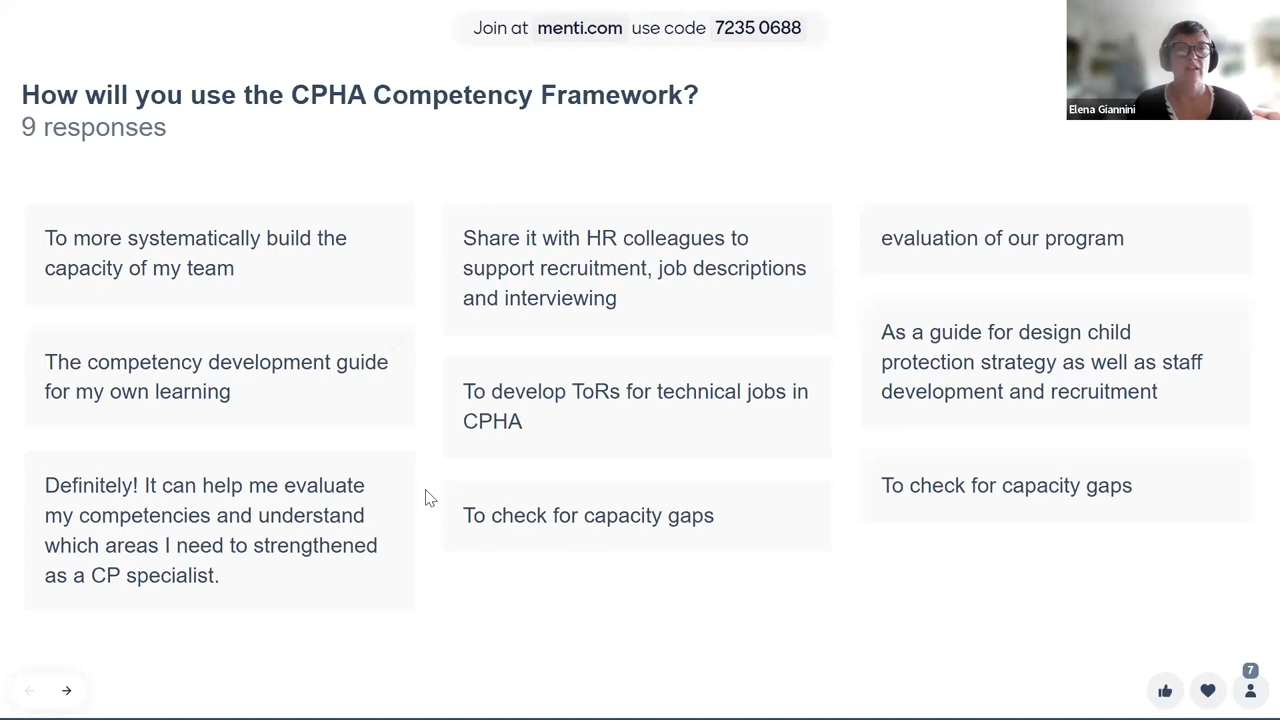 Join at menti.com use code 7235 0688
Elena Giannini
How will you use the CPHA Competency Framework?
9 responses
To more systematically build the
capacity of my team
The competency development guide
for my own learning
Definitely! It can help me evaluate
my competencies and understand
which areas I need to strengthened
as a CP specialist.
Share it with HR colleagues to
support recruitment, job descriptions
and interviewing
To develop ToRs for technical jobs in
CPHA
To check for capacity gaps
evaluation of our program
As a guide for design child
protection strategy as well as staff
development and recruitment
To check for capacity gaps
7